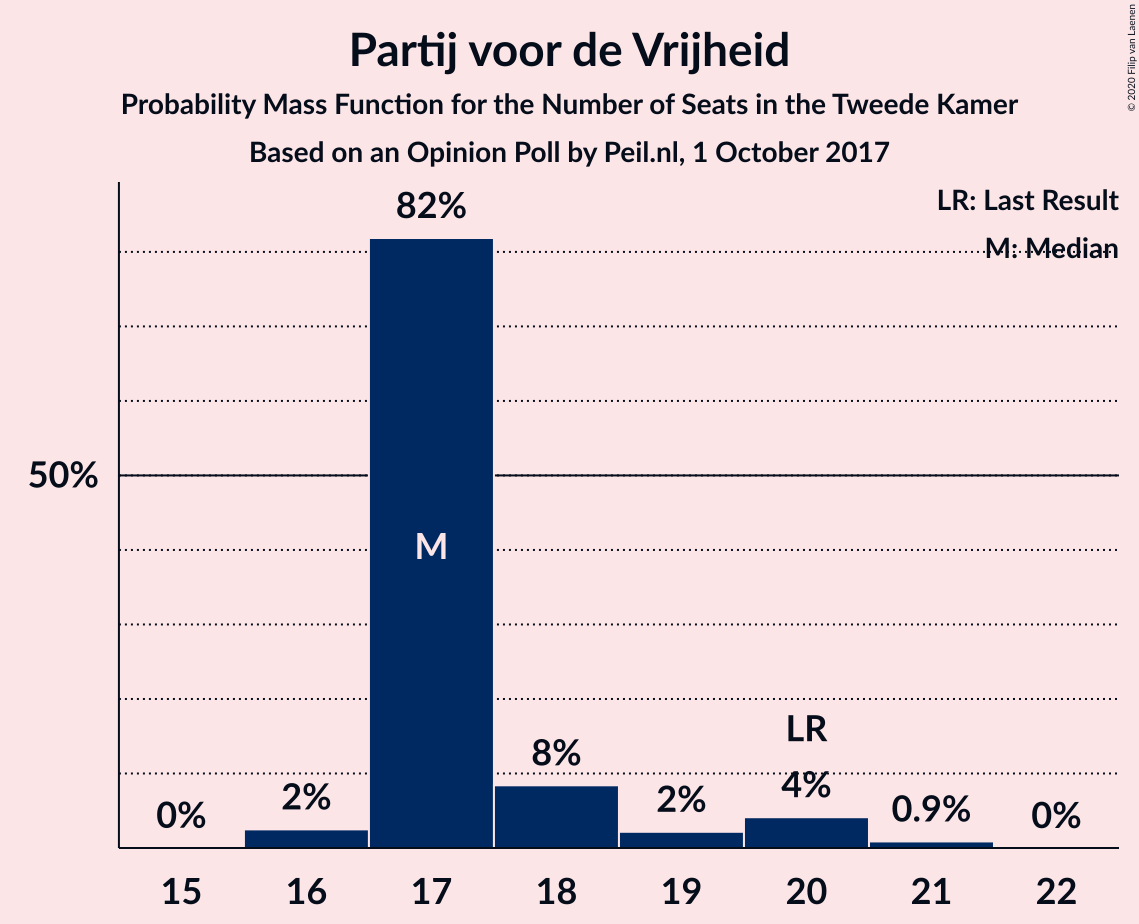 Partij voor de Vrijheid
Probability Mass Function for the Number of Seats in the Tweede Kamer
Based on an Opinion Poll by Peil.nl, 1 October 2017
© 2020 Filip van Laenen
LR: Last Result
M: Median
82%
50%
M
LR
8%
4%
2%
2%
0.9%
0%
0%
15 16 17 18 19 20 21 22